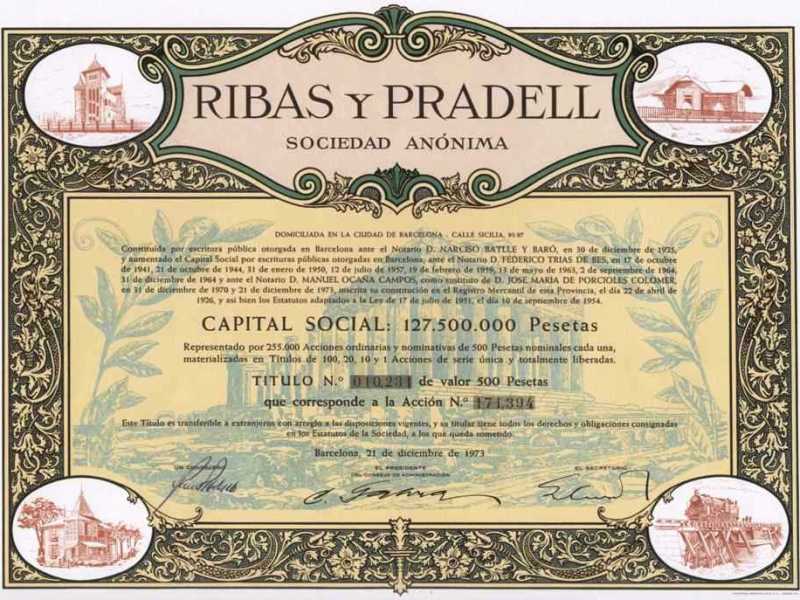 RIBAS Y PRADELL
SOCIEDAD ANÓNIMA
DOMICILIADA EN LA CIUDAD DE BARCELONA - CALLE SICILIA, 93/97
Constituida por escritura pública otorgada en Barcelona ante el Notario D. NARCISO BATLLE Y BARÓ, en 30 de diciembre de 1925,
y aumentado el Capital Social por escrituras públicas otorgadas en Barcelona, ante el Notario D. FEDERICO TRIAS DE BES, en 17 de octubre
de 1941, 21 de octubre de 1944, 31 de enero de 1950, 12 de julio de 1957, 19 de febrero de 1959, 13 de mayo de 1963, 2 de septiembre de 1964,
31 de diciembre de 1964 y ante el Notario D. MANUEL OCAÑA CAMPOS, como sustituto de D. JOSE MARIA DE PORCIOLES COLOMER,
en 31 de diciembre de 1970 y 21 de diciembre de 1973, inscrita su constitución en el Registro Mercantil de esta Provincia, el día 22 de abril de
1926, y así bien los Estatutos adaptados a la Ley de 17 de julio de 1951, el día 10 de septiembre de 1954.
CAPITAL SOCIAL: 127.500.000 Pesetas
Representado por 255.000 Acciones ordinarias y nominativas de 500 Pesetas nominales cada una,
materializadas en Títulos de 100, 20, 10 y 1 Acciones de serie única y totalmente liberadas.
TITULO N.º 010,231 de valor 500 Pesetas
que corresponde a la Acción N.º 171,394
Este Título es transferible a extranjeros con arreglo a las disposiciones vigentes, y su titular tiene todos los derechos y obligaciones consignadas
en los Estatutos de la Sociedad, a los que queda sometido.
Barcelona, 21 de diciembre de 1973
UN CONSEJERO
EL PRESIDENTE
DEL CONSEJO DE ADMINISTRACIÓN
EL SECRETARIO